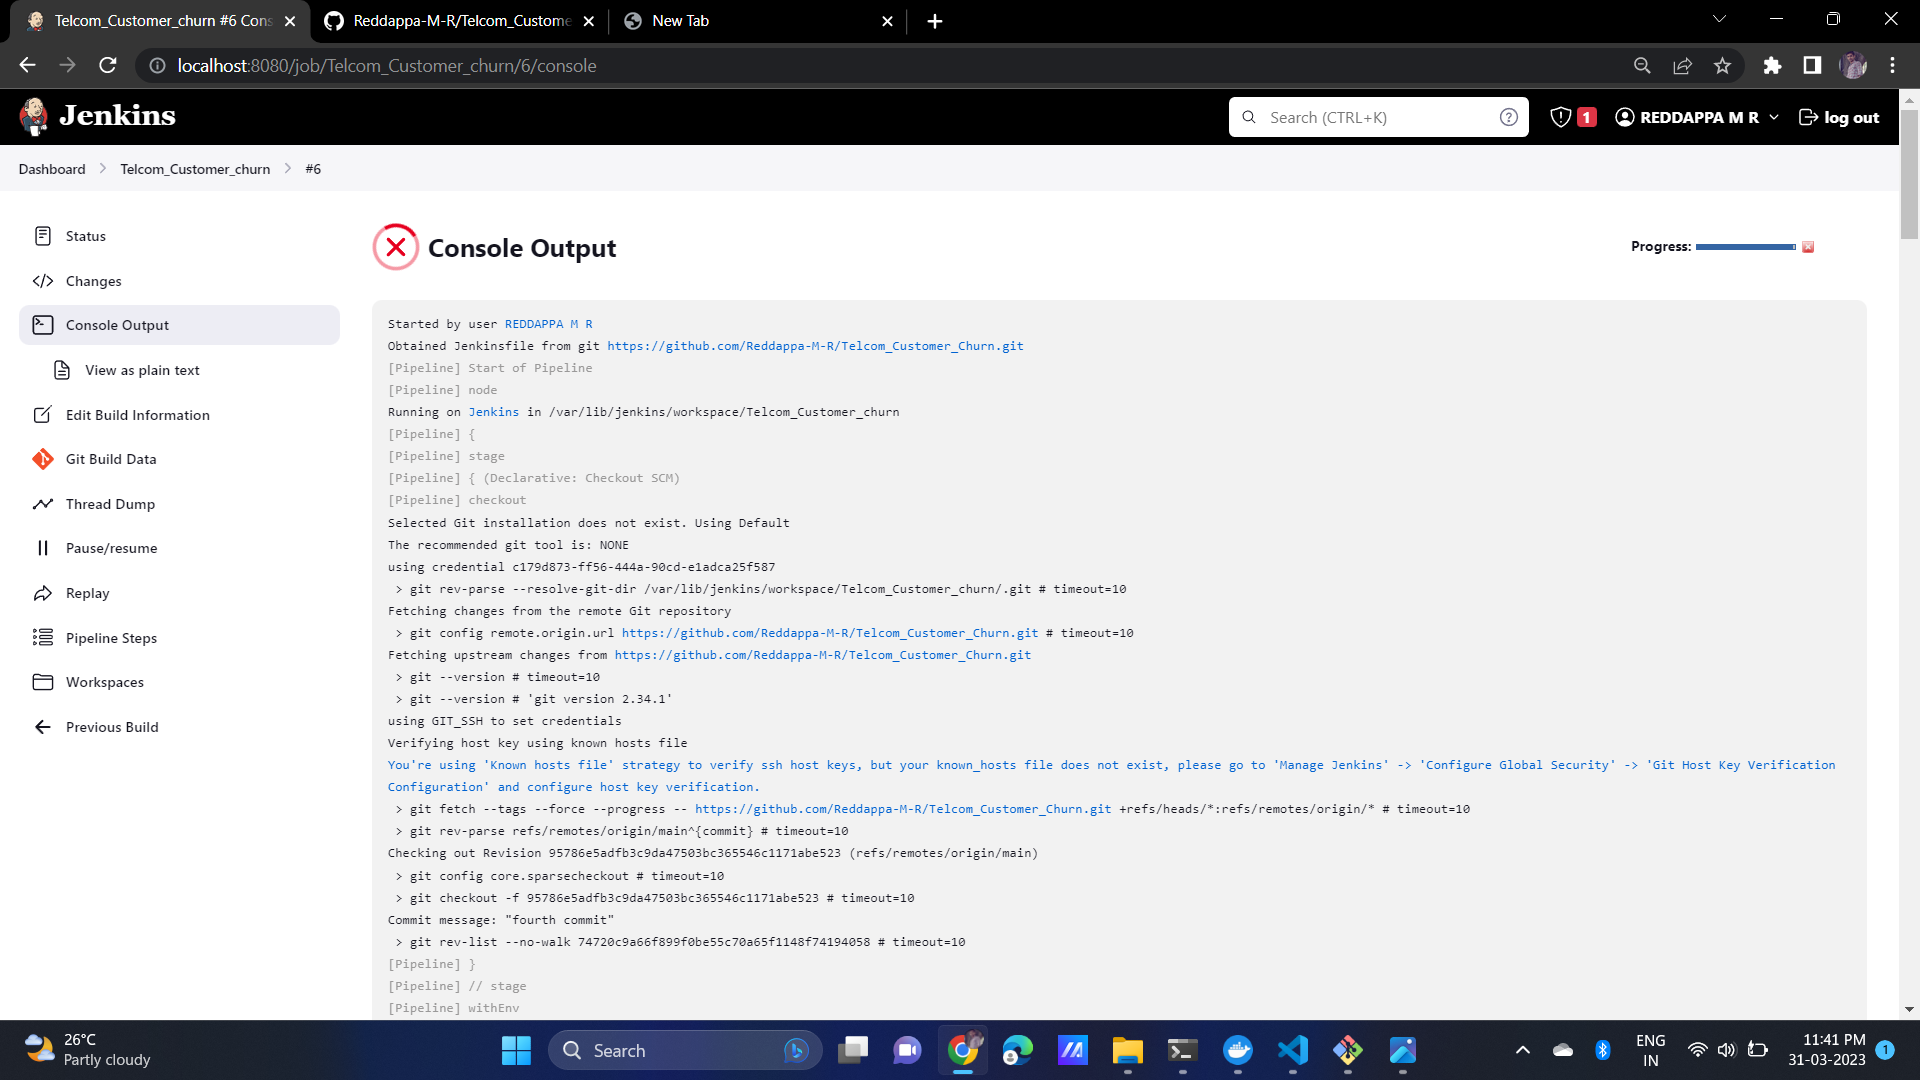 Telcom_Customer_churn #6 Cons
Reddappa-M-R/Telcom_Custome
New Tab
localhost:8080/job/Telcom_Customer_churn/6/console
Jenkins
Search (CTRL+K)
1
REDDAPPA M R
log out
Dashboard
Telcom_Customer_churn
#6
Status
Changes
Console Output
View as plain text
Edit Build Information
Git Build Data
Thread Dump
Pause/resume
Replay
Pipeline Steps
Workspaces
Previous Build
Console Output
Progress:
Started by user REDDAPPA M R
Obtained Jenkinsfile from git https://github.com/Reddappa-M-R/Telcom_Customer_Churn.git
[Pipeline] Start of Pipeline
[Pipeline] node
Running on Jenkins in /var/lib/jenkins/workspace/Telcom_Customer_churn
[Pipeline] {
[Pipeline] stage
[Pipeline] { (Declarative: Checkout SCM)
[Pipeline] checkout
Selected Git installation does not exist. Using Default
The recommended git tool is: NONE
using credential c179d873-ff56-444a-90cd-e1adca25f587
> git rev-parse --resolve-git-dir /var/lib/jenkins/workspace/Telcom_Customer_churn/.git # timeout=10
Fetching changes from the remote Git repository
> git config remote.origin.url https://github.com/Reddappa-M-R/Telcom_Customer_Churn.git # timeout=10
Fetching upstream changes from https://github.com/Reddappa-M-R/Telcom_Customer_Churn.git
> git --version # timeout=10
> git --version # 'git version 2.34.1'
using GIT_SSH to set credentials
Verifying host key using known hosts file
You're using 'Known hosts file' strategy to verify ssh host keys, but your known_hosts file does not exist, please go to 'Manage Jenkins' -> 'Configure Global Security' -> 'Git Host Key Verification
Configuration' and configure host key verification.
> git fetch --tags --force --progress -- https://github.com/Reddappa-M-R/Telcom_Customer_Churn.git +refs/heads/*:refs/remotes/origin/* # timeout=10
> git rev-parse refs/remotes/origin/main^{commit} # timeout=10
Checking out Revision 95786e5adfb3c9da47503bc365546c1171abe523 (refs/remotes/origin/main)
> git config core.sparsecheckout # timeout=10
> git checkout -f 95786e5adfb3c9da47503bc365546c1171abe523 # timeout=10
Commit message: "fourth commit"
> git rev-list --no-walk 74720c9a66f899f0be55c70a65f1148f74194058 # timeout=10
[Pipeline] }
[Pipeline] // stage
[Pipeline] withEnv
26°C
Partly cloudy
Search
ENG
IN
11:41 PM
31-03-2023
1